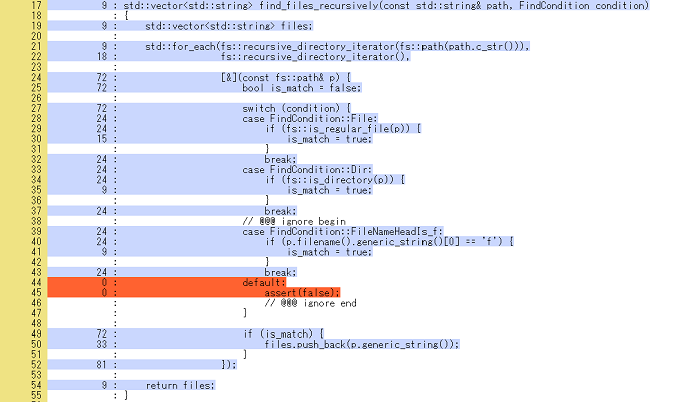 17 9 : std::vector<std::string> find_files_recursively(const std::string& path, FindCondition condition)
18 : {
19 9 : std::vector<std::string> files;
20 :
21 9 : std::for_each(fs::recursive_directory_iterator(fs::path(path.c_str())),
22 18 : fs::recursive_directory_iterator(),
23 :
24 72 : [&](const fs::path& p) {
25 72 : bool is_match = false;
26 :
27 72 : switch (condition) {
28 24 : case FindCondition::File:
29 24 : if (fs::is_regular_file(p)) {
30 15 : is_match = true;
31 : }
32 24 : break;
33 24 : case FindCondition::Dir:
34 24 : if (fs::is_directory(p)) {
35 9 : is_match = true;
36 : }
37 24 : break;
38 : // @@@ ignore begin
39 24 : case FindCondition::FileNameHeadIs_f:
40 24 : if (p.filename().generic_string()[0] == 'f') {
41 9 : is_match = true;
42 : }
43 24 : break;
44 0 : default:
45 0 : assert(false);
46 : // @@@ ignore end
47 : }
48 :
49 72 : if (is_match) {
50 33 : files.push_back(p.generic_string());
51 : }
52 81 : });
53 :
54 9 : return files;
55 : }